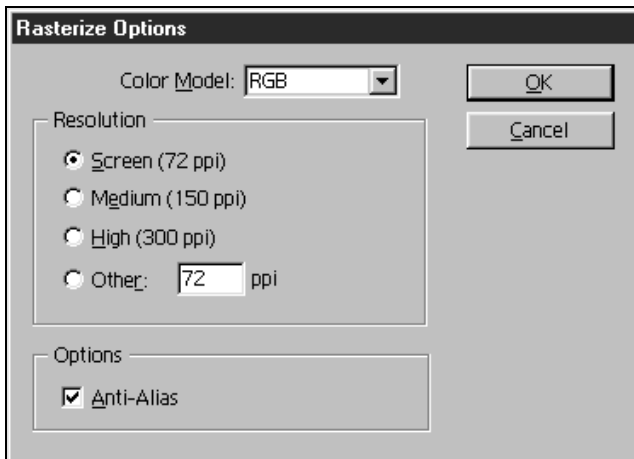 Rasterize Options
Color Model: RGB
OK
Cancel
Resolution
Screen (72 ppi)
Medium (150 ppi)
High (300 ppi)
Other: 72 ppi
Options
Anti-Alias